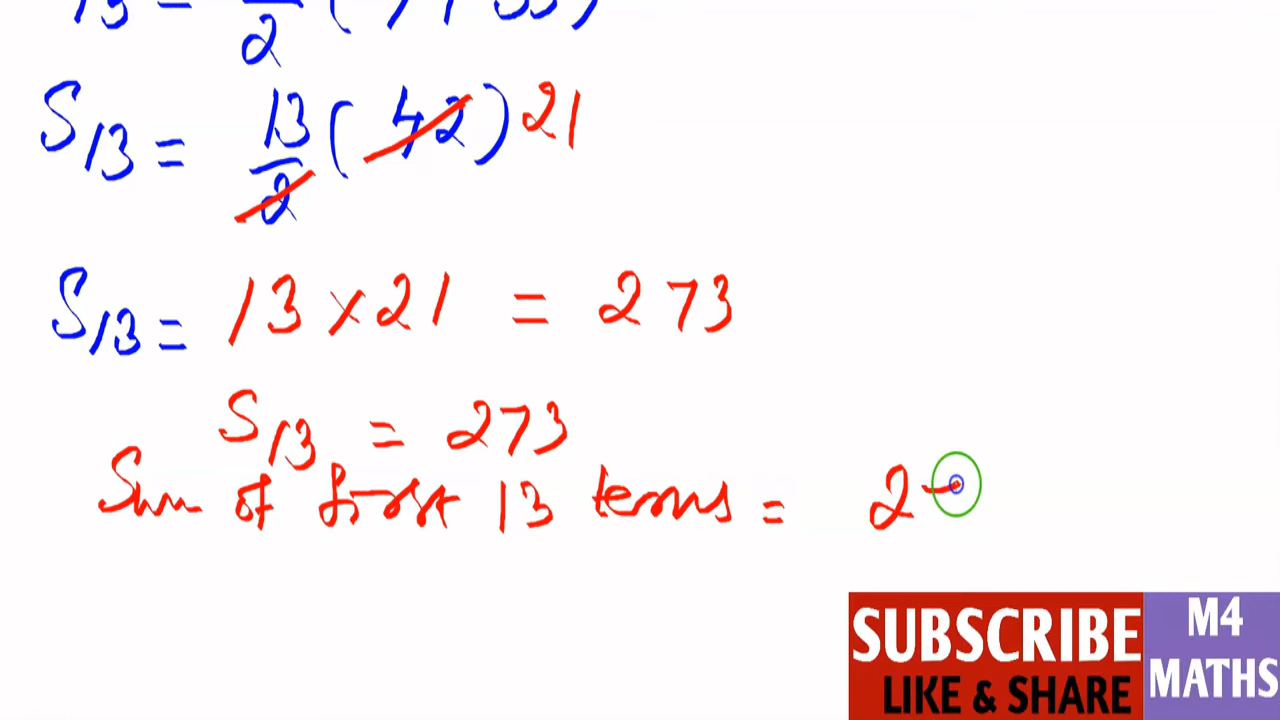 S13 = 13/2 ( 42 ) 21
S13 = 13 × 21 = 273
S13 = 273
Sum of first 13 terms = 2
SUBSCRIBE
LIKE & SHARE
M4
MATHS